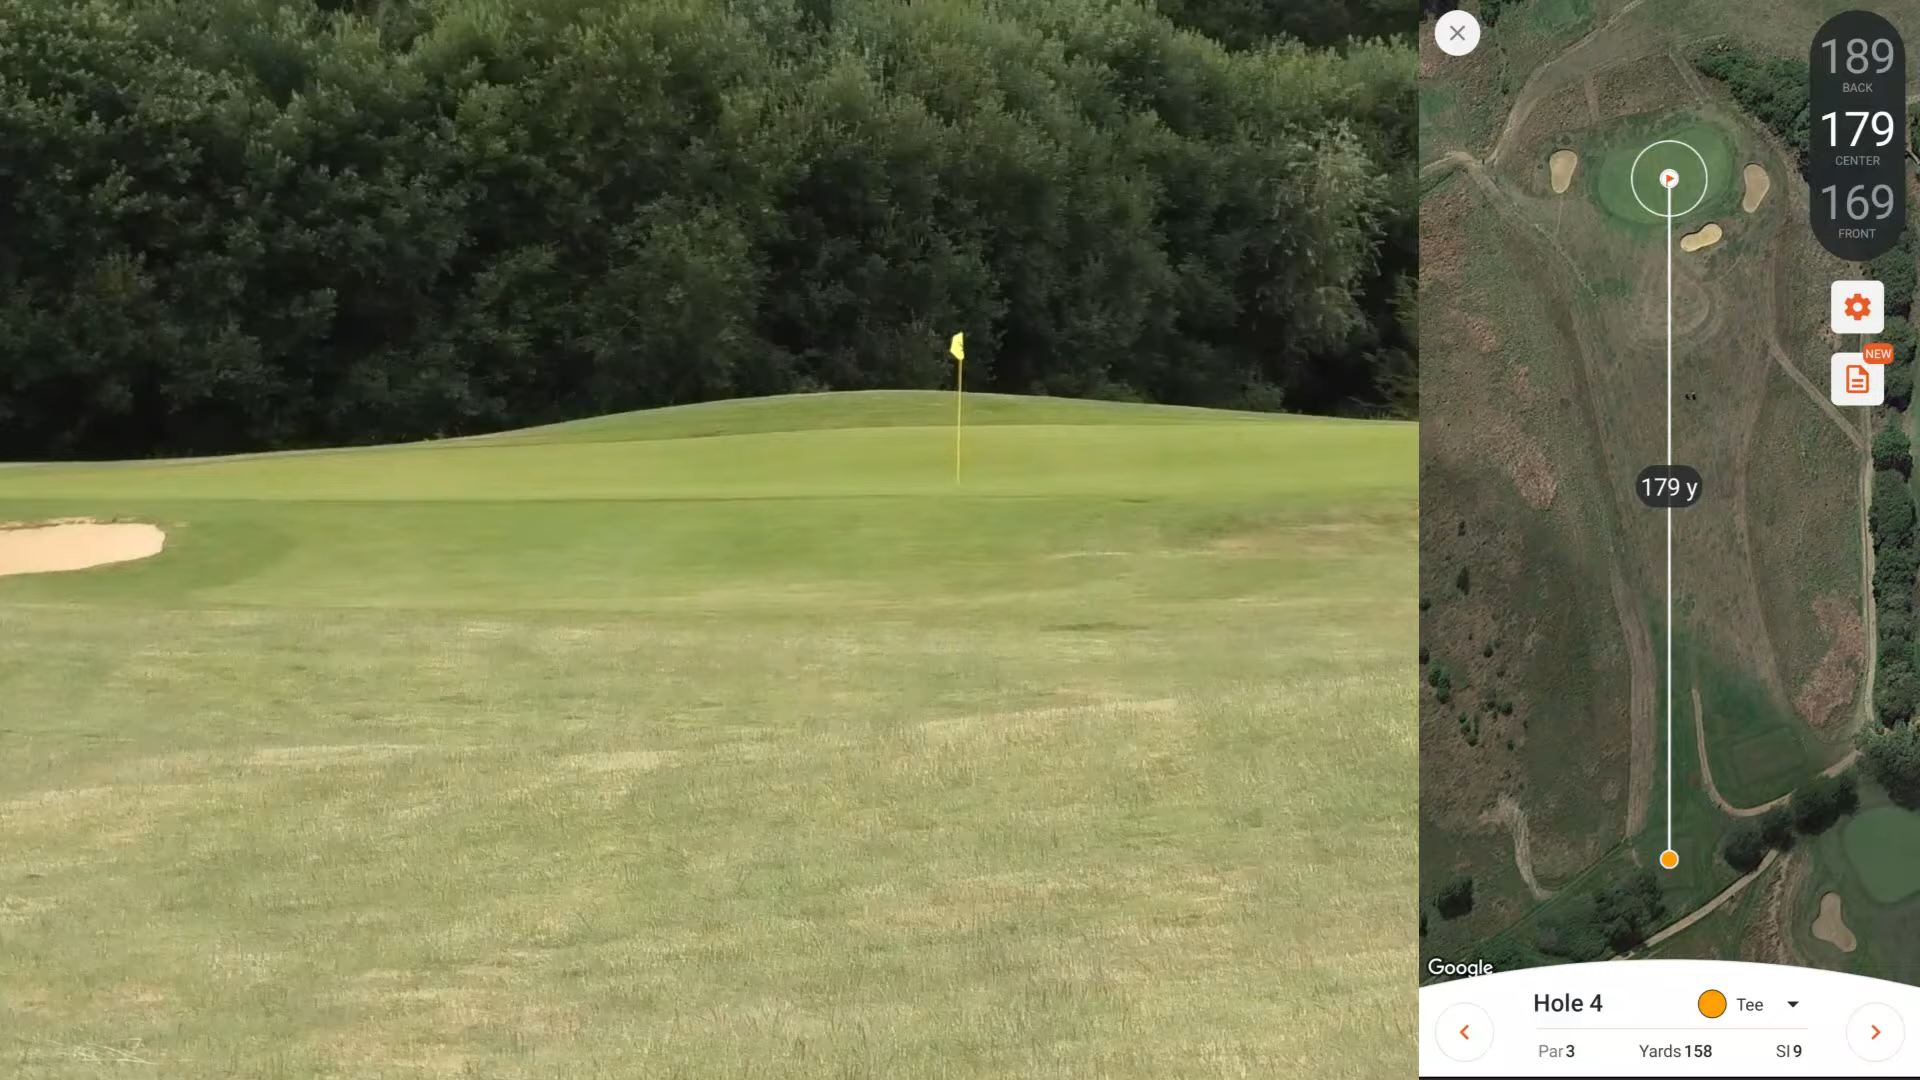 189
BACK
179
CENTER
169
FRONT
NEW
179 y
Google
Hole 4
Tee
Par 3
Yards 158
SI 9